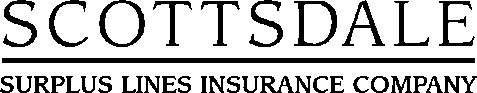 SCOTTSDALE
SURPLUS LINES INSURANCE COMPANY